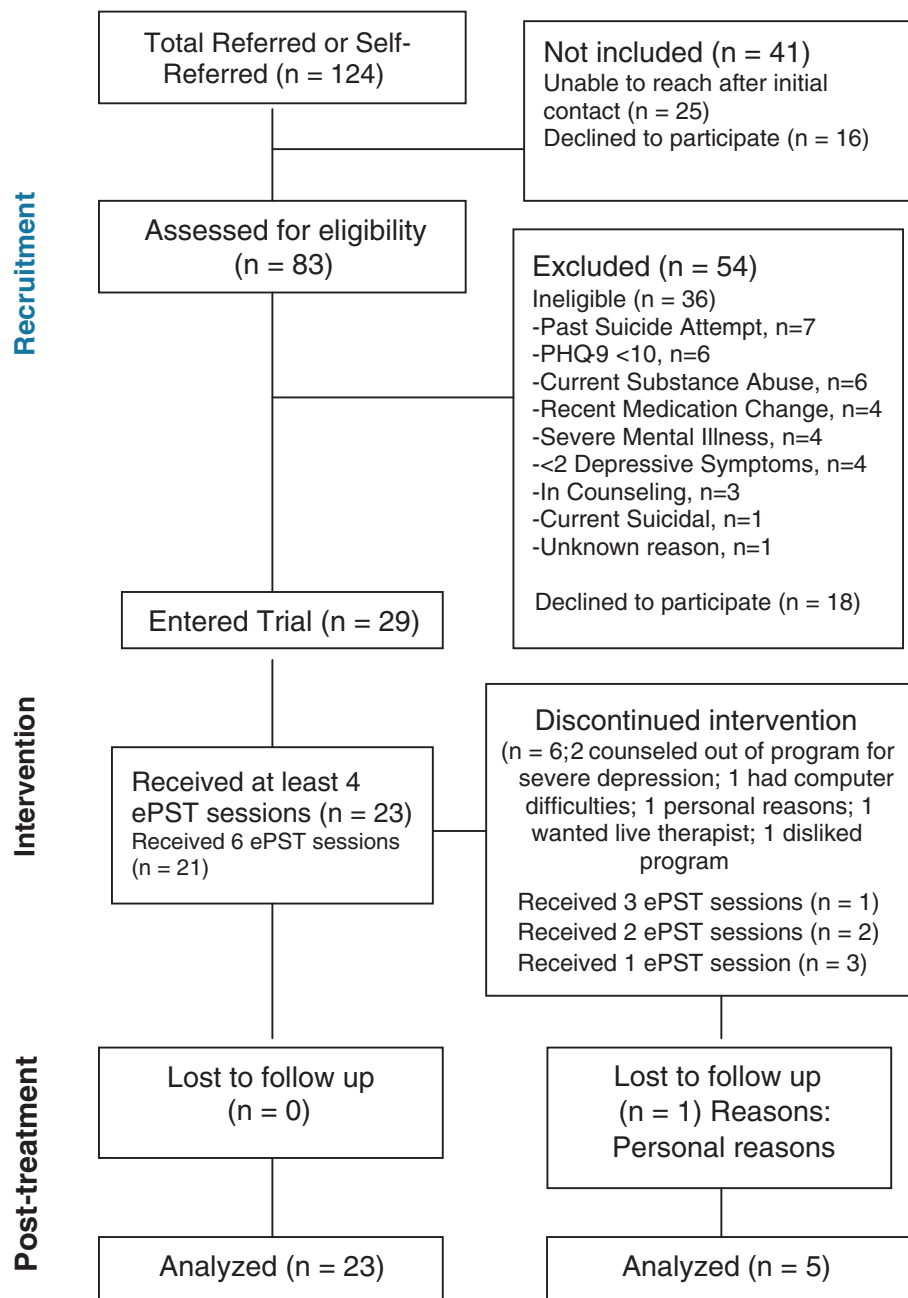 Total Referred or Self-
Referred (n = 124)
Not included (n = 41)
Unable to reach after initial
contact (n = 25)
Declined to participate (n = 16)
Recruitment
Assessed for eligibility
(n = 83)
Excluded (n = 54)
Ineligible (n = 36)
-Past Suicide Attempt, n=7
-PHQ-9 <10, n=6
-Current Substance Abuse, n=6
-Recent Medication Change, n=4
-Severe Mental Illness, n=4
-<2 Depressive Symptoms, n=4
-In Counseling, n=3
-Current Suicidal, n=1
-Unknown reason, n=1
Declined to participate (n = 18)
Entered Trial (n = 29)
Intervention
Received at least 4
ePST sessions (n = 23)
Received 6 ePST sessions
(n = 21)
Discontinued intervention
(n = 6;2 counseled out of program for
severe depression; 1 had computer
difficulties; 1 personal reasons; 1
wanted live therapist; 1 disliked
program
Received 3 ePST sessions (n = 1)
Received 2 ePST sessions (n = 2)
Received 1 ePST session (n = 3)
Post-treatment
Lost to follow up
(n = 0)
Lost to follow up
(n = 1) Reasons:
Personal reasons
Analyzed (n = 23)
Analyzed (n = 5)